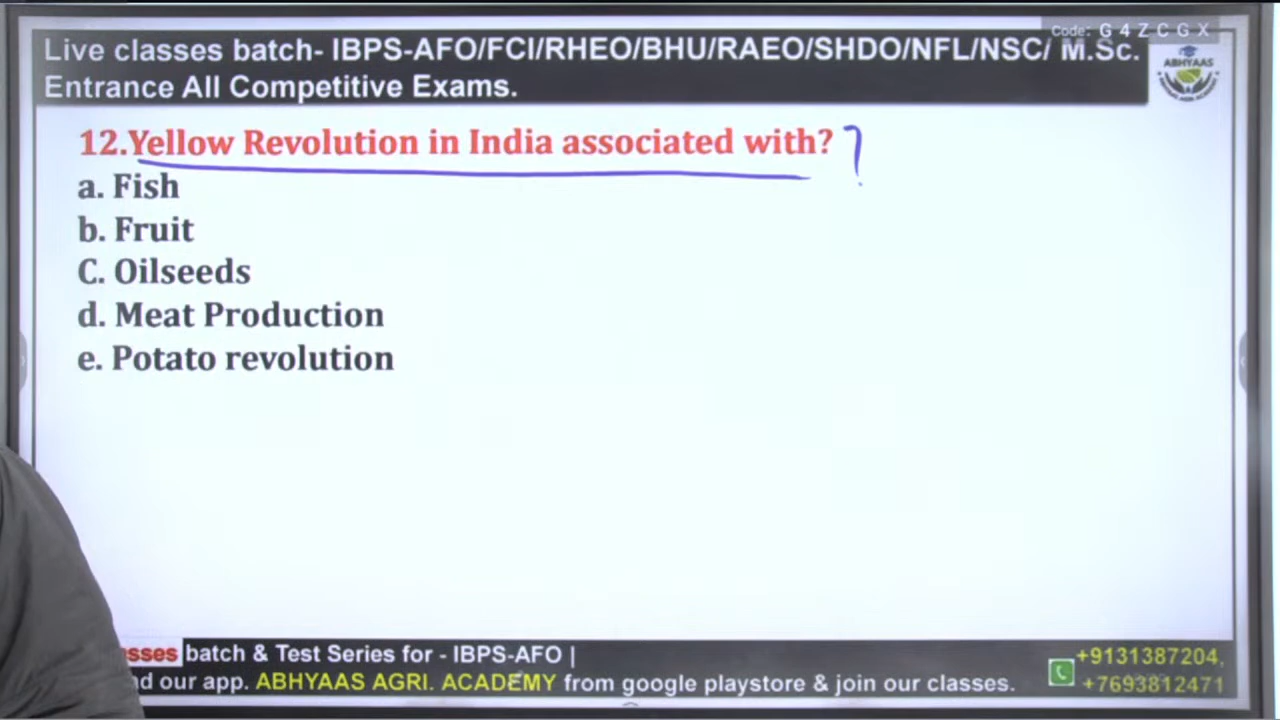 Code: G 4 Z C G X
Live classes batch- IBPS-AFO/FCI/RHEO/BHU/RAEO/SHDO/NFL/NSC/ M.Sc.
Entrance All Competitive Exams.
ABHYAAS
12.Yellow Revolution in India associated with? ?
a. Fish
b. Fruit
C. Oilseeds
d. Meat Production
e. Potato revolution
batch & Test Series for - IBPS-AFO |
our app. ABHYAAS AGRI. ACADEMY from google playstore & join our classes.
+9131387204,
+7693812471